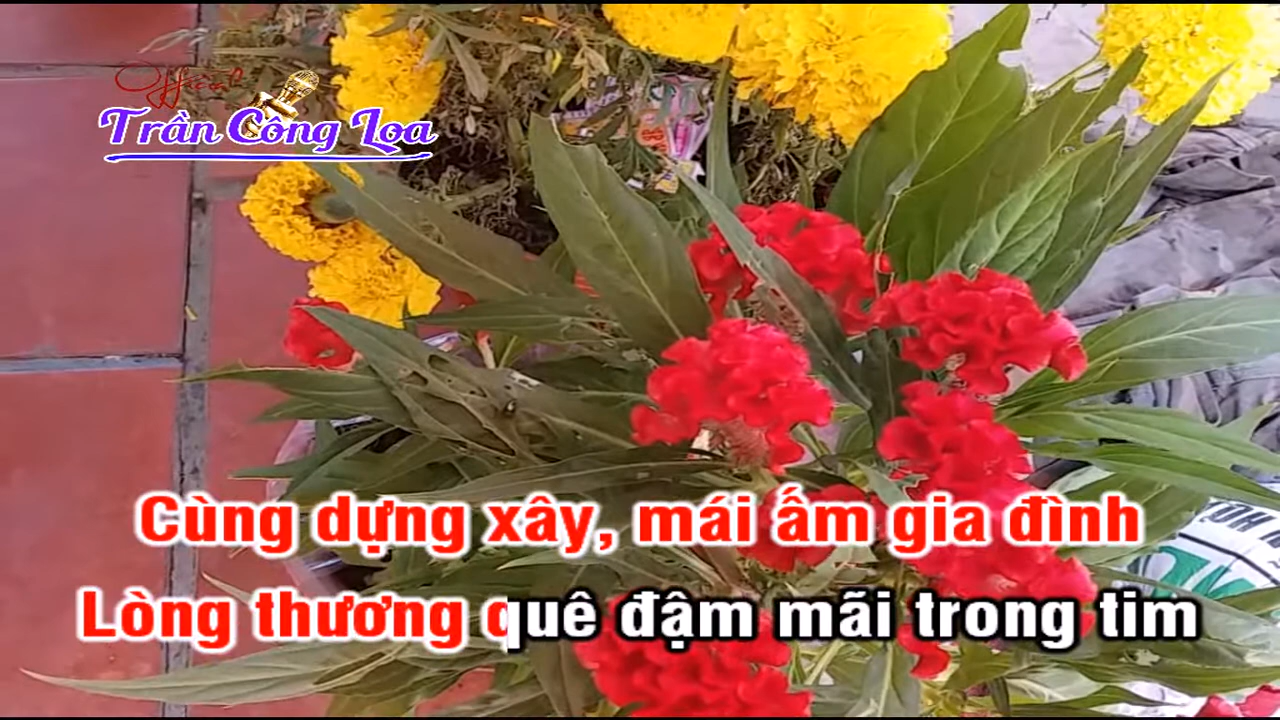 Official
Trần Công Loa
Cùng dựng xây, mái ấm gia đình
Lòng thương quê đậm mãi trong tim